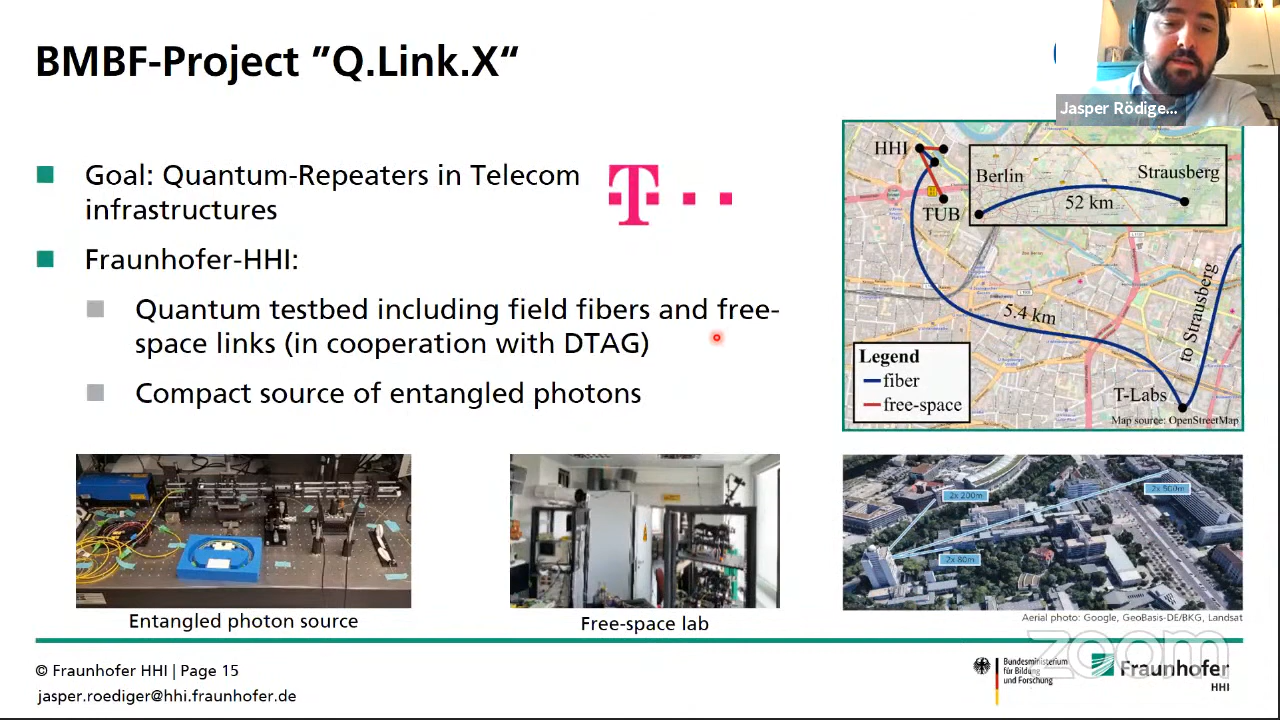 BMBF-Project ”Q.Link.X“
Jasper Rödige...
Goal: Quantum-Repeaters in Telecom
infrastructures
T
Fraunhofer-HHI:
Quantum testbed including field fibers and free-
space links (in cooperation with DTAG)
Compact source of entangled photons
HHI
TUB
Berlin
Strausberg
52 km
5.4 km
to Strausberg
T-Labs
Legend
fiber
free-space
Map source: OpenStreetMap
2x 200m
2x 500m
2x 80m
Entangled photon source
Free-space lab
Aerial photo: Google, GeoBasis-DE/BKG, Landsat
© Fraunhofer HHI | Page 15
jasper.roediger@hhi.fraunhofer.de
Bundesministerium
für Bildung
und Forschung
Fraunhofer
HHI
zoom